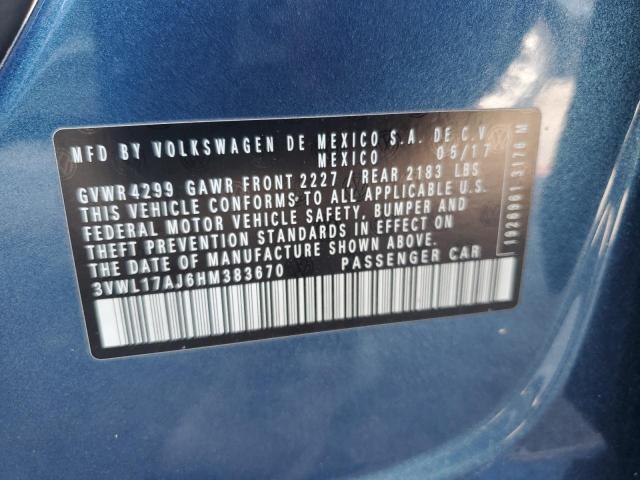 MFD BY VOLKSWAGEN DE MEXICO S.A. DE C.V
MEXICO 05/17
GVWR4299 GAWR FRONT 2227 / REAR 2183 LBS
THIS VEHICLE CONFORMS TO ALL APPLICABLE U.S.
FEDERAL MOTOR VEHICLE SAFETY, BUMPER AND
THEFT PREVENTION STANDARDS IN EFFECT ON
THE DATE OF MANUFACTURE SHOWN ABOVE.
3VWL17AJ6HM383670 PASSENGER CAR
3176 M